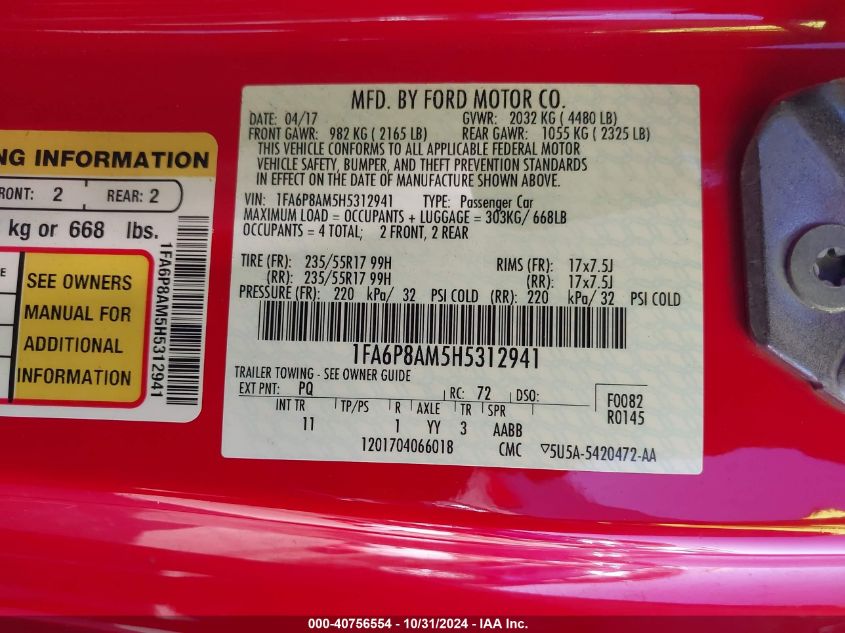 NG INFORMATION
RONT: 2 REAR: 2
kg or 668 lbs.
SEE OWNERS
MANUAL FOR
ADDITIONAL
INFORMATION
1FA6P8AM5H5312941
MFD. BY FORD MOTOR CO.
DATE: 04/17 GVWR: 2032 KG ( 4480 LB)
FRONT GAWR: 982 KG ( 2165 LB) REAR GAWR: 1055 KG ( 2325 LB)
THIS VEHICLE CONFORMS TO ALL APPLICABLE FEDERAL MOTOR
VEHICLE SAFETY, BUMPER, AND THEFT PREVENTION STANDARDS
IN EFFECT ON THE DATE OF MANUFACTURE SHOWN ABOVE.
VIN: 1FA6P8AM5H5312941 TYPE: Passenger Car
MAXIMUM LOAD = OCCUPANTS + LUGGAGE = 303KG/ 668LB
OCCUPANTS = 4 TOTAL; 2 FRONT, 2 REAR
TIRE (FR): 235/55R17 99H RIMS (FR): 17x7.5J
(RR): 235/55R17 99H (RR): 17x7.5J
PRESSURE (FR): 220 kPa/ 32 PSI COLD (RR): 220 kPa/ 32 PSI COLD
1FA6P8AM5H5312941
TRAILER TOWING - SEE OWNER GUIDE
EXT PNT: PQ RC: 72 DSO:
F0082
R0145
INT TR TP/PS R AXLE TR SPR
11 1 YY 3 AABB
1201704066018 CMC ▽5U5A-5420472-AA
000-40756554 - 10/31/2024 - IAA Inc.